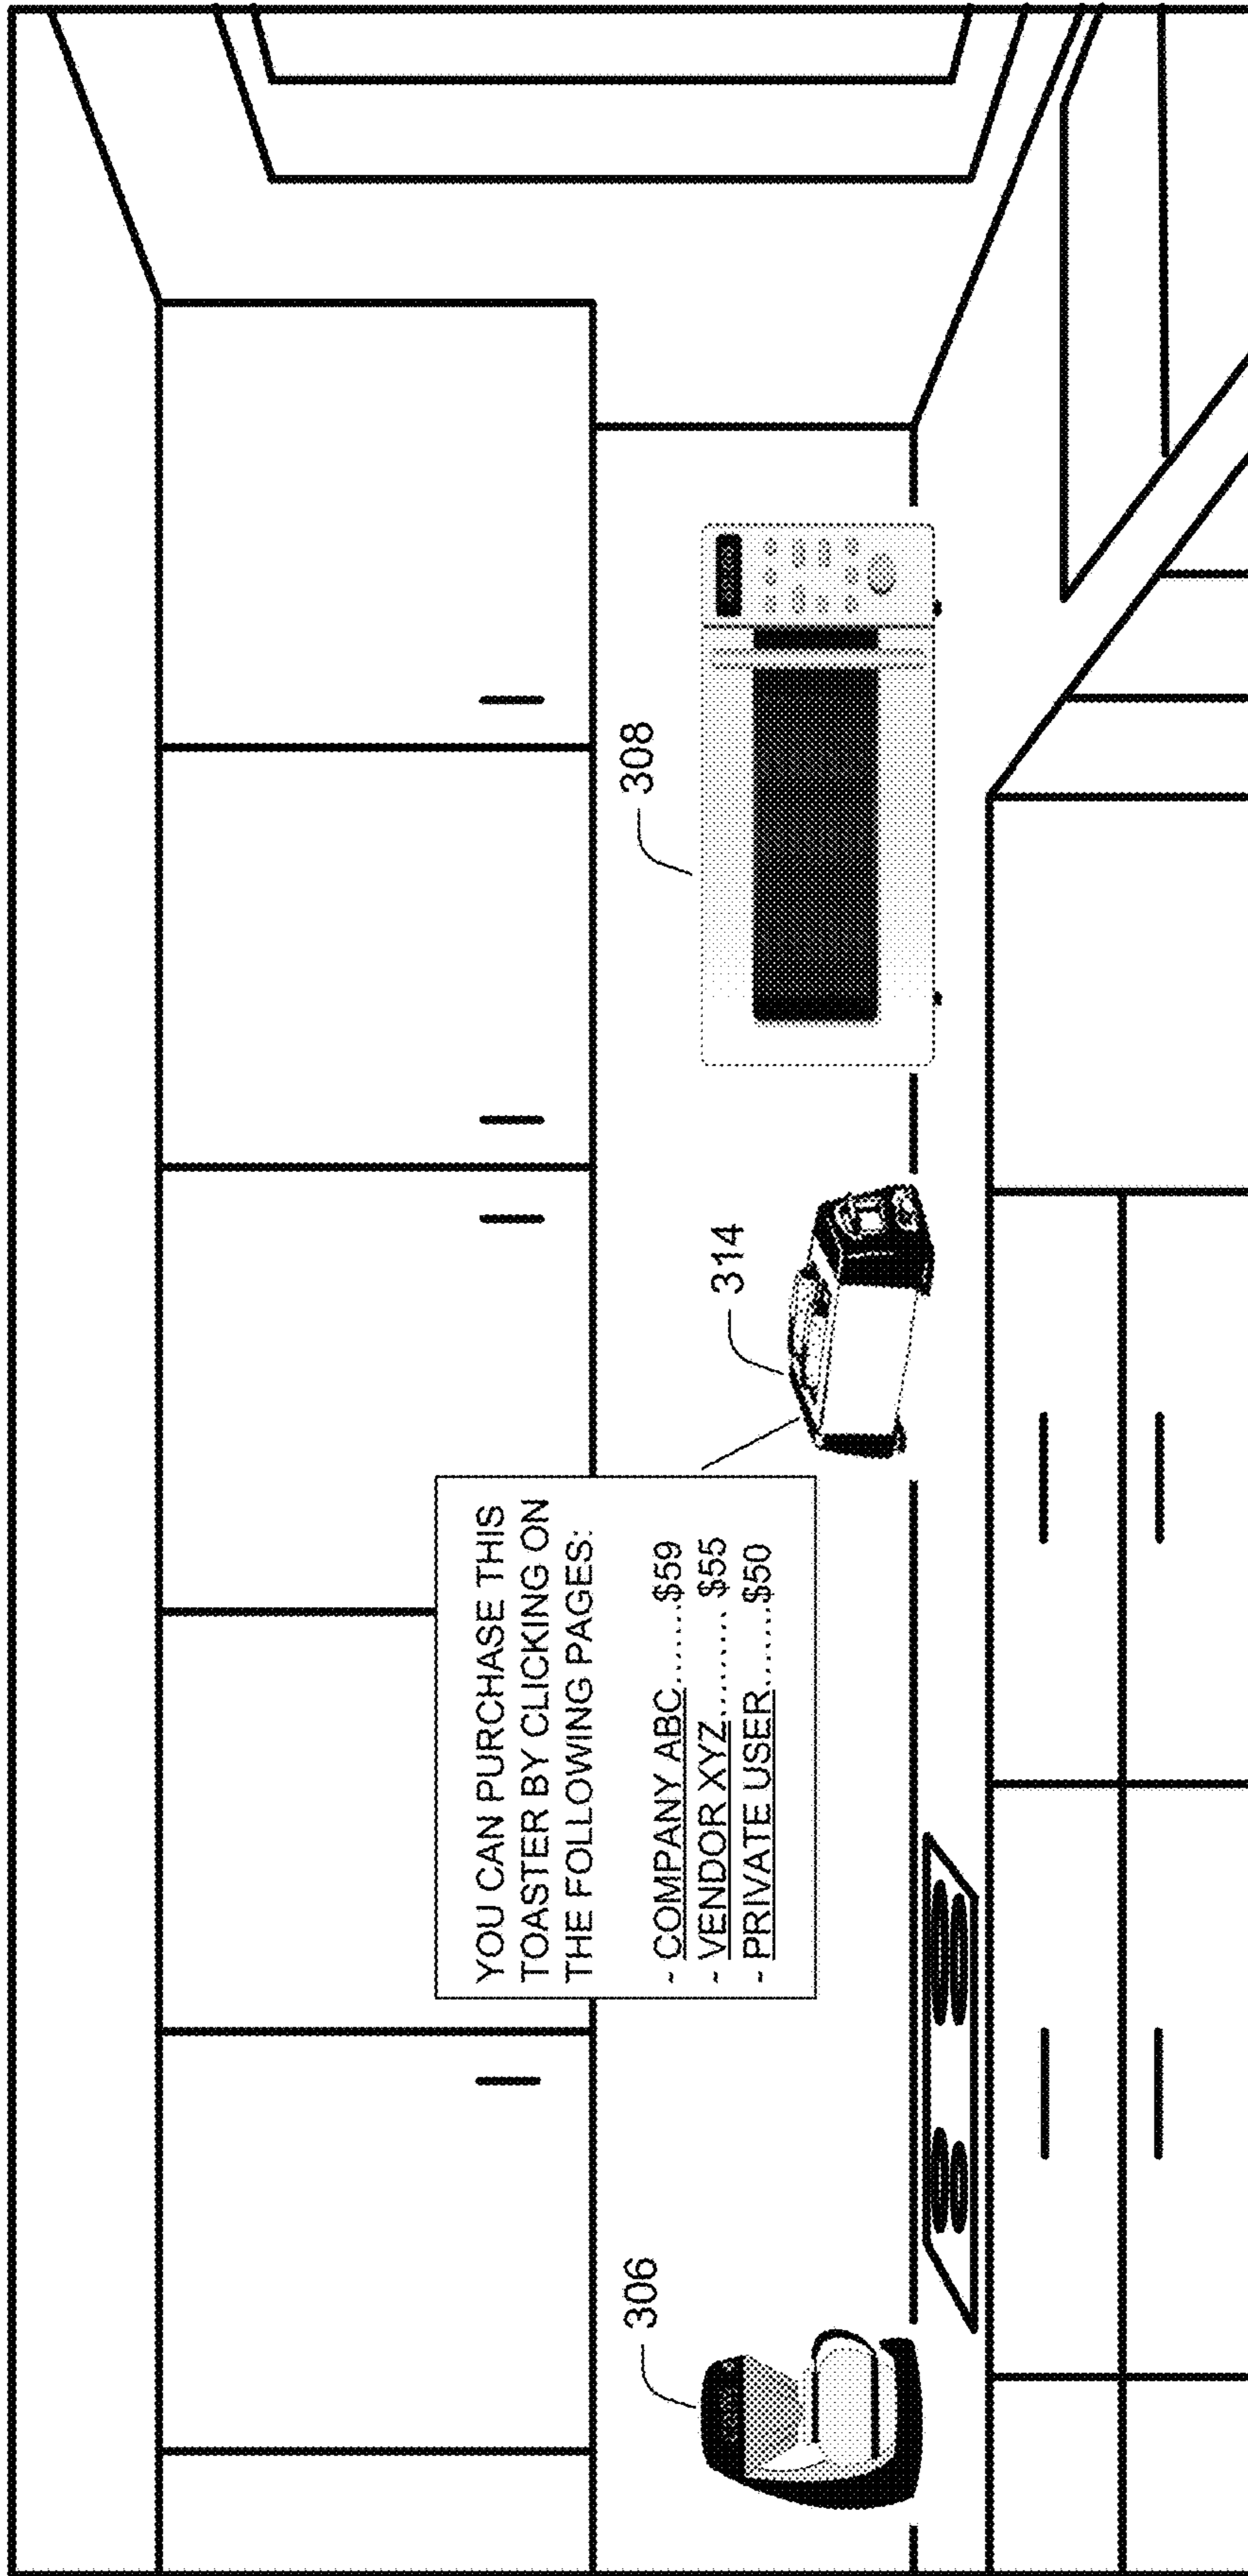 306
YOU CAN PURCHASE THIS
TOASTER BY CLICKING ON
THE FOLLOWING PAGES:
- COMPANY ABC.......$59
- VENDOR XYZ.......... $55
- PRIVATE USER.......$50
314
308